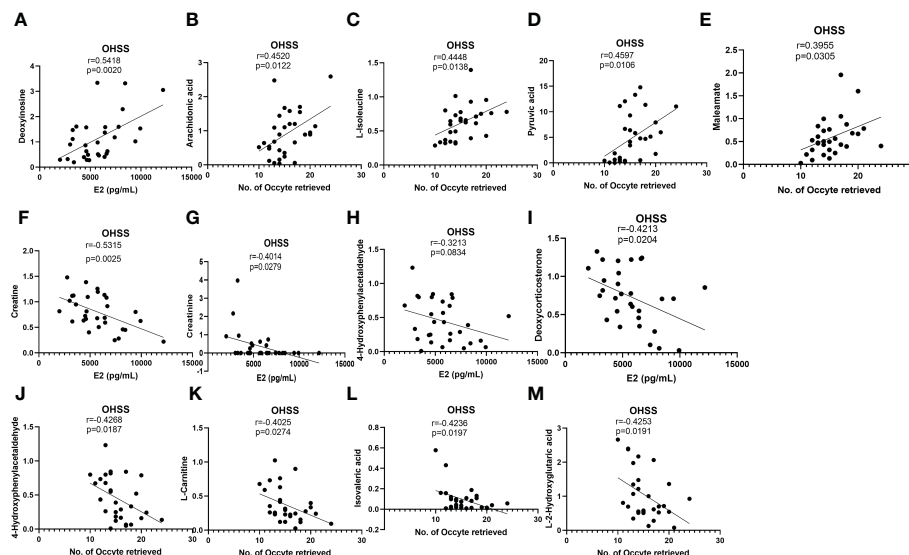 A
OHSS
r=0.5418
p=0.0020
Deoxyinosine
4
3
2
1
0
0
5000
10000
15000
E2 (pg/mL)
B
OHSS
r=0.4520
p=0.0122
Arachidonic acid
3
2
1
0
0
10
20
30
No. of Occyte retrieved
C
OHSS
r=0.4448
p=0.0138
L-Isoleucine
1.5
1.0
0.5
0.0
0
10
20
30
No. of Occyte retrieved
D
OHSS
r=0.4597
p=0.0106
Pyruvic acid
20
15
10
5
0
0
10
20
30
No. of Occyte retrieved
E
OHSS
r=0.3955
p=0.0305
Maleamate
2.5
2.0
1.5
1.0
0.5
0.0
0
10
20
30
No. of Occyte retrieved
F
OHSS
r=-0.5315
p=0.0025
Creatine
2.0
1.5
1.0
0.5
0.0
0
5000
10000
15000
E2 (pg/mL)
G
OHSS
r=-0.4014
p=0.0279
Creatinine
5
4
3
2
1
0
-1
5000
10000
15000
E2 (pg/mL)
H
OHSS
r=-0.3213
p=0.0834
4-Hydroxyphenylacetaldehyde
1.5
1.0
0.5
0.0
0
5000
10000
15000
E2 (pg/mL)
I
OHSS
r=-0.4213
p=0.0204
Deoxycorticosterone
1.5
1.0
0.5
0.0
0
5000
10000
15000
E2 (pg/mL)
J
OHSS
r=-0.4268
p=0.0187
4-Hydroxyphenylacetaldehyde
1.5
1.0
0.5
0.0
0
10
20
30
No. of Occyte retrieved
K
OHSS
r=-0.4025
p=0.0274
L-Carnitine
1.5
1.0
0.5
0.0
0
10
20
30
No. of Occyte retrieved
L
OHSS
r=-0.4236
p=0.0197
Isovaleric acid
0.8
0.6
0.4
0.2
0.0
-0.2
10
20
30
No. of Occyte retrieved
M
OHSS
r=-0.4253
p=0.0191
L-2-Hydroxyglutaric acid
3
2
1
0
0
10
20
30
No. of Occyte retrieved